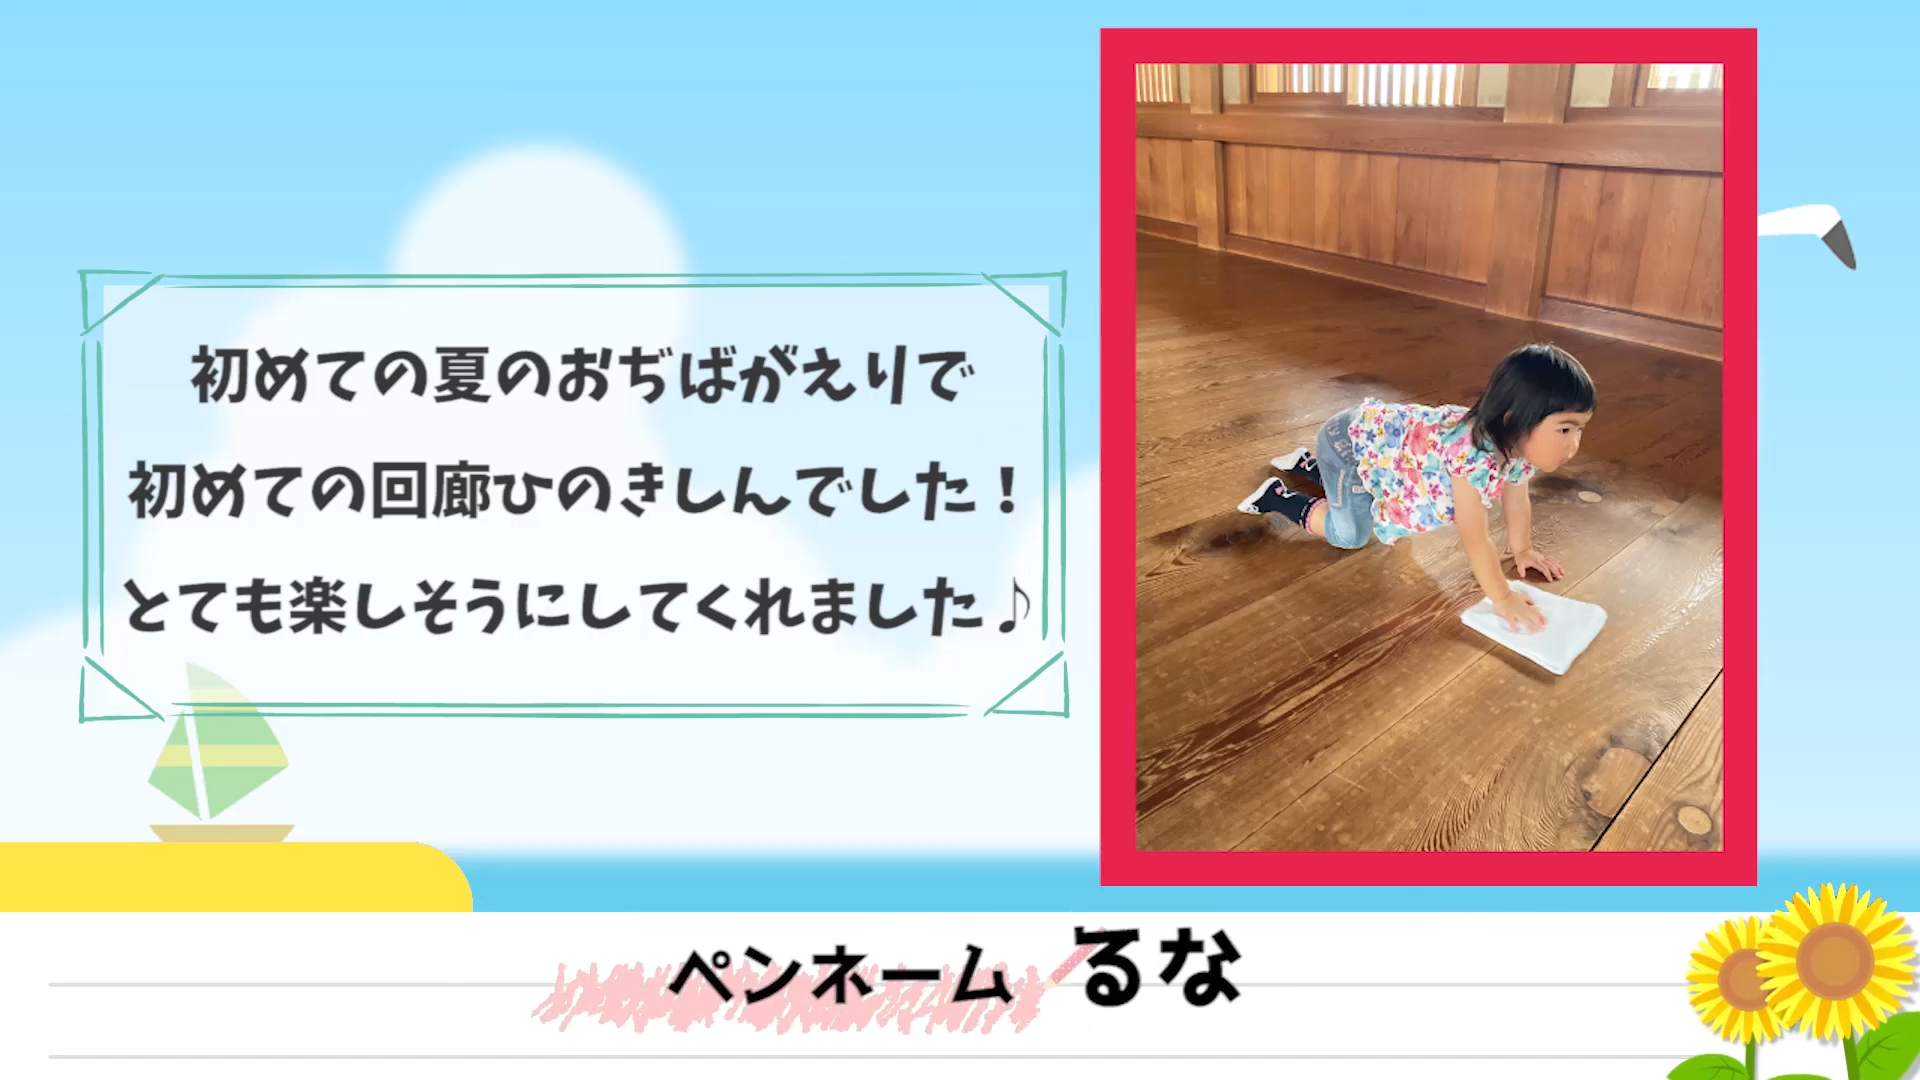 初めての夏のおぢばがえりで
初めての回廊ひのきしんでした！
とても楽しそうにしてくれました♪
ペンネーム るな